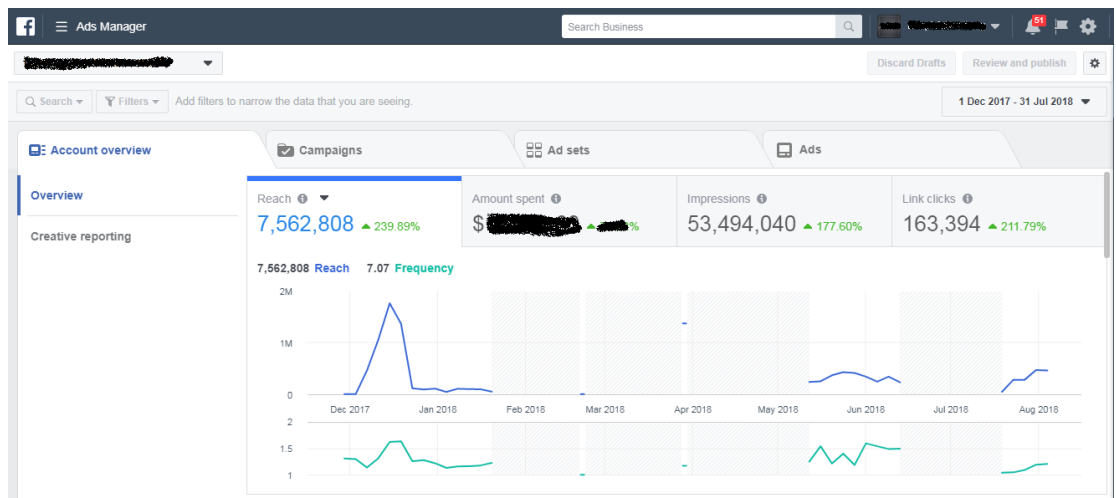 f Ads Manager Search Business 51
Discard Drafts Review and publish
Search Filters Add filters to narrow the data that you are seeing. 1 Dec 2017 - 31 Jul 2018
Account overview Campaigns Ad sets Ads
Overview
Creative reporting
Reach Amount spent Impressions Link clicks
7,562,808 239.89% $ % 53,494,040 177.60% 163,394 211.79%
7,562,808 Reach 7.07 Frequency
2M
1M
0
Dec 2017 Jan 2018 Feb 2018 Mar 2018 Apr 2018 May 2018 Jun 2018 Jul 2018 Aug 2018
2
1.5
1